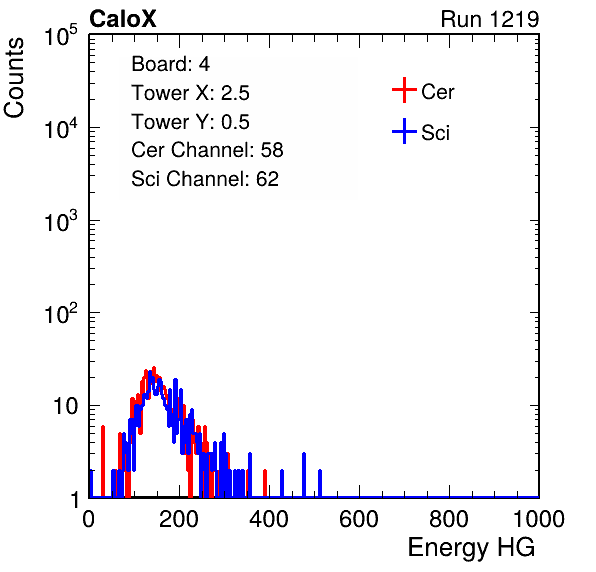 CaloX Run 1219
Counts
Board: 4
Tower X: 2.5
Tower Y: 0.5
Cer Channel: 58
Sci Channel: 62
Cer
Sci
10^5
10^4
10^3
10^2
10
1
0 200 400 600 800 1000
Energy HG